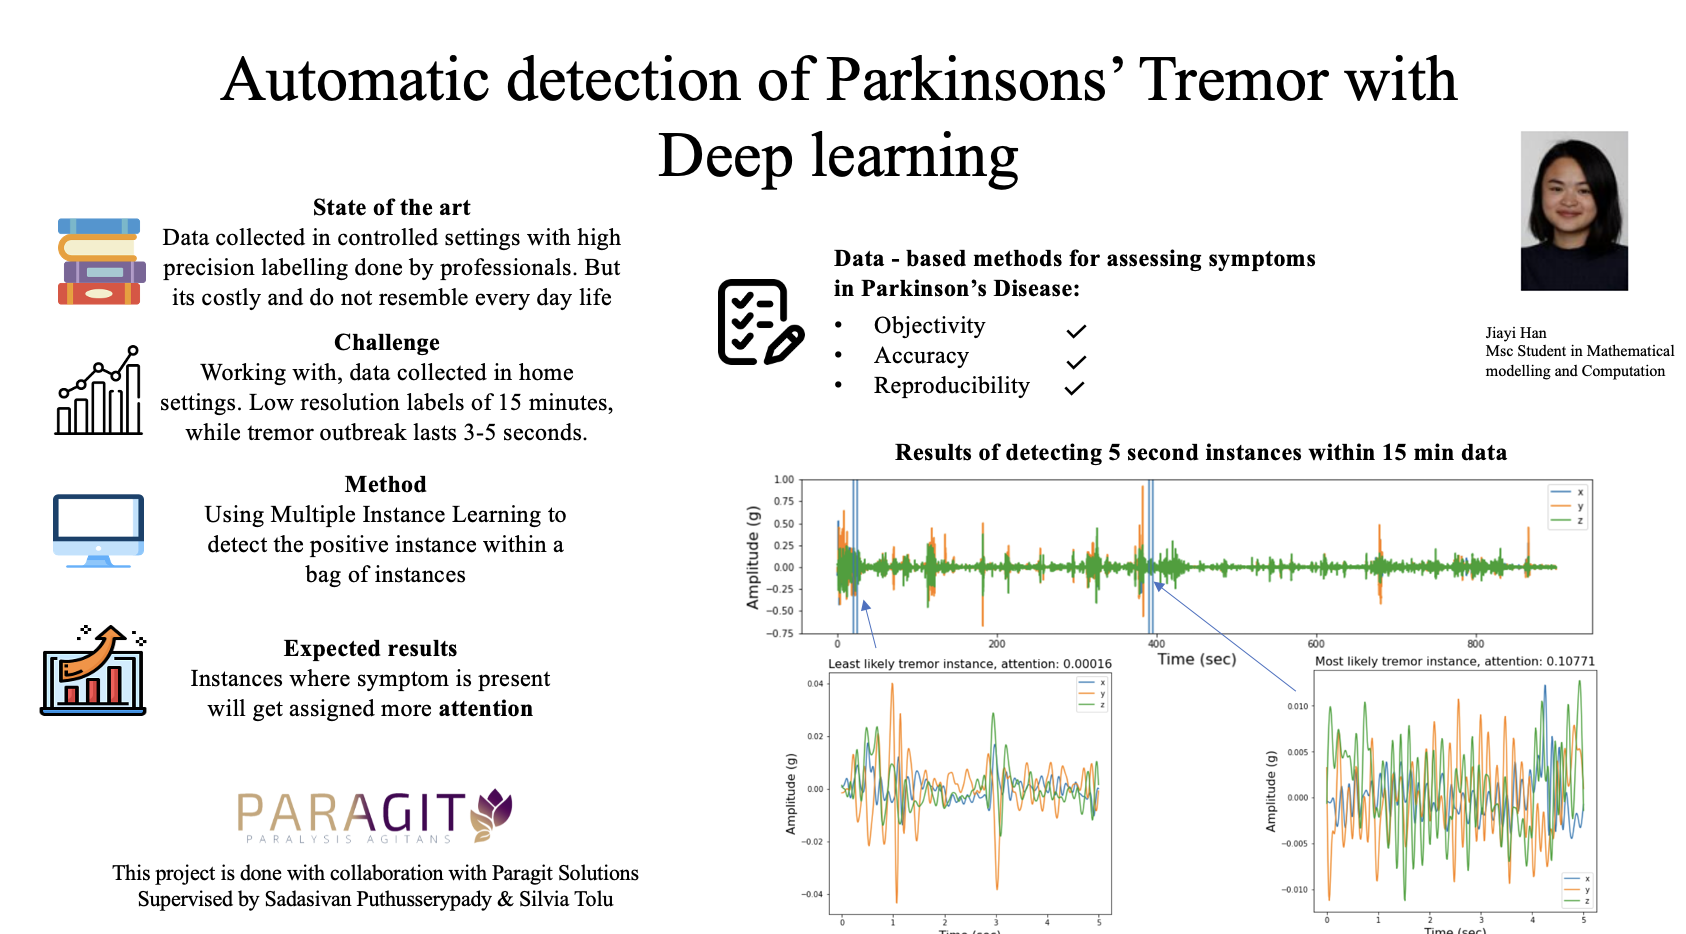 Automatic detection of Parkinsons’ Tremor with
Deep learning
State of the art
Data collected in controlled settings with high
precision labelling done by professionals. But
its costly and do not resemble every day life
Challenge
Working with, data collected in home
settings. Low resolution labels of 15 minutes,
while tremor outbreak lasts 3-5 seconds.
Method
Using Multiple Instance Learning to
detect the positive instance within a
bag of instances
Expected results
Instances where symptom is present
will get assigned more attention
PARAGIT
PARALYSIS AGITANS
This project is done with collaboration with Paragit Solutions
Supervised by Sadasivan Puthusserypady & Silvia Tolu
Data - based methods for assessing symptoms
in Parkinson’s Disease:
• Objectivity
• Accuracy
• Reproducibility
Jiayi Han
Msc Student in Mathematical
modelling and Computation
Results of detecting 5 second instances within 15 min data
Amplitude (g)
1.00
0.75
0.50
0.25
0.00
−0.25
−0.50
−0.75
x
y
z
0 200 400 600 800
Time (sec)
Least likely tremor instance, attention: 0.00016
Amplitude (g)
0.04
0.02
0.00
−0.02
−0.04
x
y
z
0 1 2 3 4 5
Time (sec)
Most likely tremor instance, attention: 0.10771
Amplitude (g)
0.010
0.005
0.000
−0.005
−0.010
x
y
z
0 1 2 3 4 5
Time (sec)